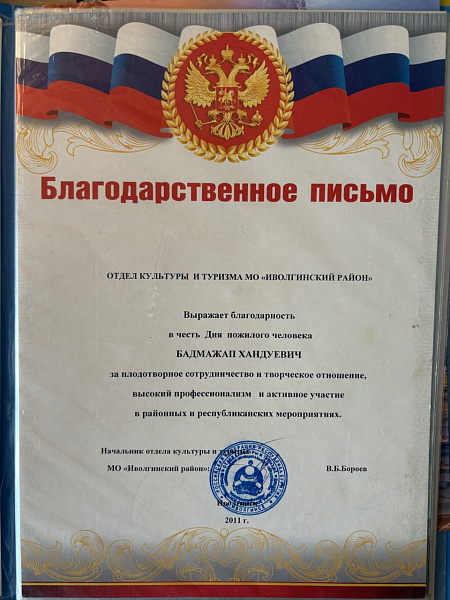 Благодарственное письмо
ОТДЕЛ КУЛЬТУРЫ И ТУРИЗМА МО «ИВОЛГИНСКИЙ РАЙОН»
Выражает благодарность
в честь Дня пожилого человека
БАДМАЖАП ХАНДУЕВИЧ
за плодотворное сотрудничество и творческое отношение,
высокий профессионализм и активное участие
в районных и республиканских мероприятиях.
Начальник отдела культуры и туризма
МО «Иволгинский район»: В.Б.Бороев
2011 г.